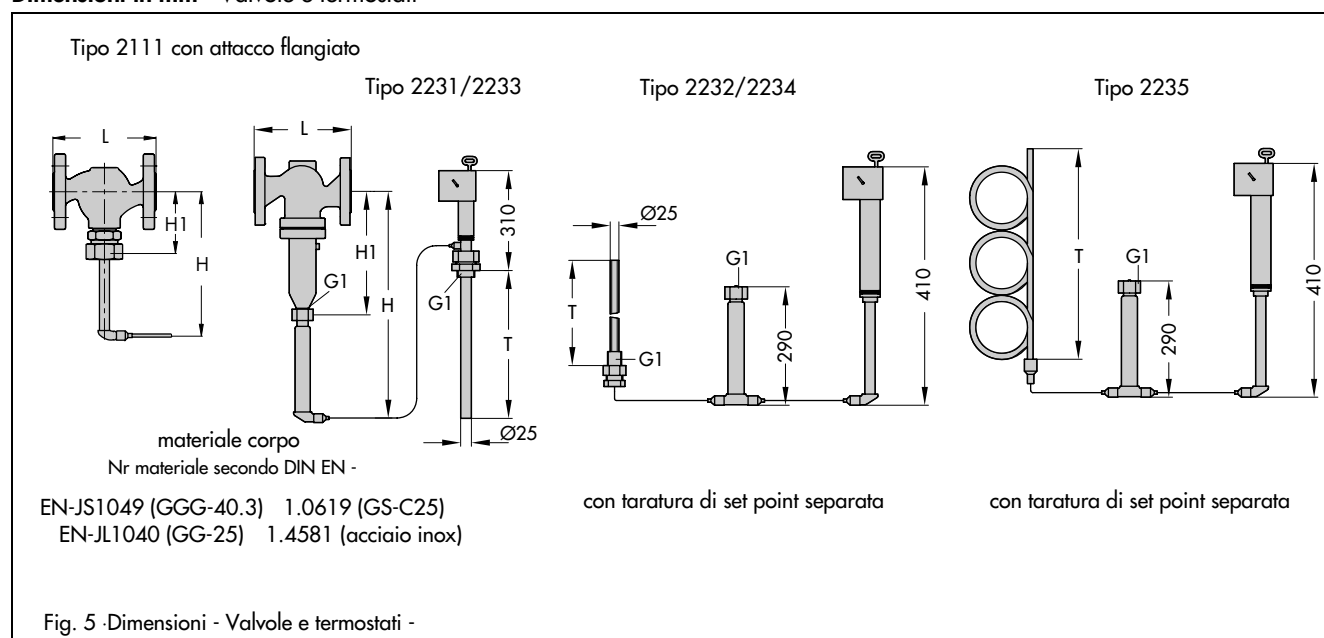 Dimensioni in mm - Valvole e termostati
Tipo 2111 con attacco flangiato
Tipo 2231/2233
Tipo 2232/2234
Tipo 2235
L
H1
H
L
H1
G1
H
310
G1
T
Ø25
Ø25
T
G1
G1
290
410
T
G1
290
410
materiale corpo
Nr materiale secondo DIN EN -
EN-JS1049 (GGG-40.3) 1.0619 (GS-C25)
EN-JL1040 (GG-25) 1.4581 (acciaio inox)
con taratura di set point separata
con taratura di set point separata
Fig. 5 ·Dimensioni - Valvole e termostati -